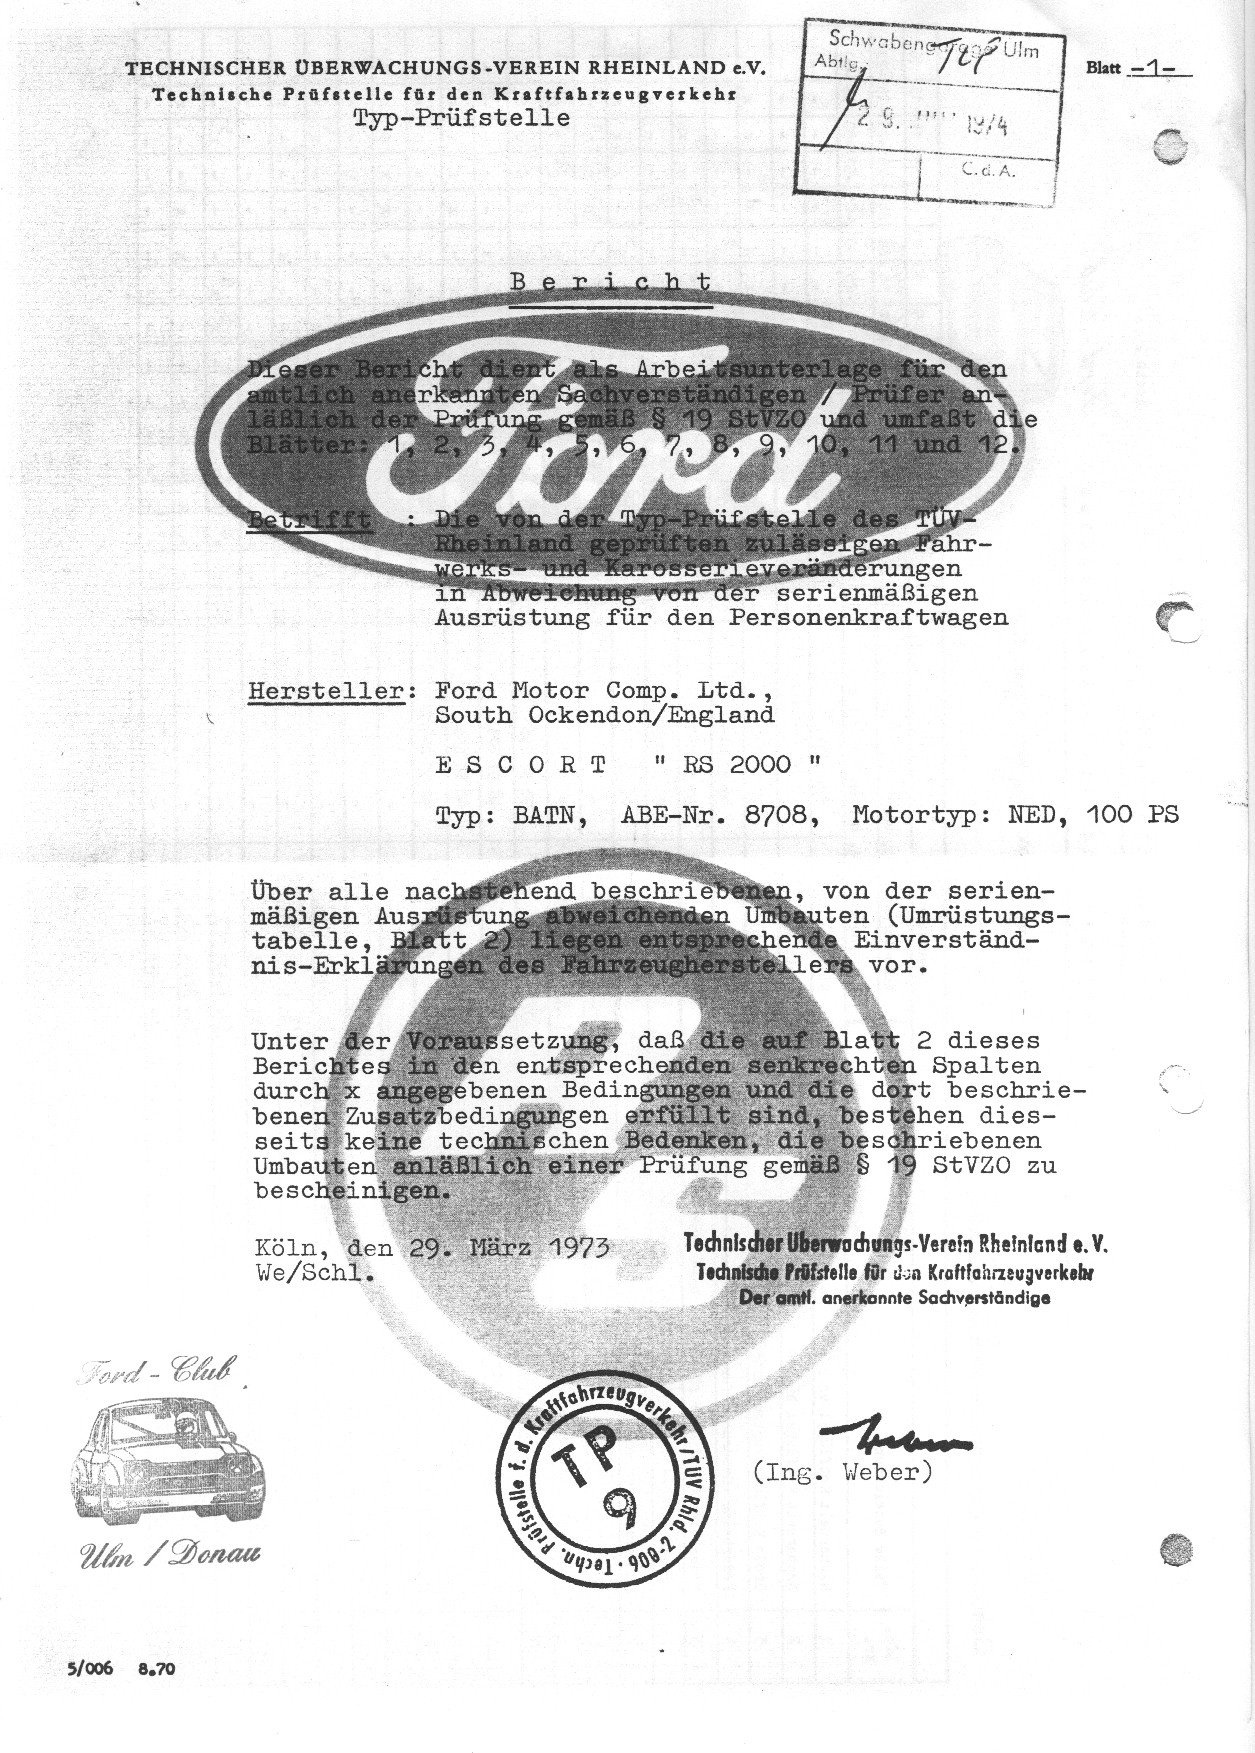 TECHNISCHER ÜBERWACHUNGS-VEREIN RHEINLAND e.V.
Technische Prüfstelle für den Kraftfahrzeugverkehr
Typ-Prüfstelle
Schwabengarage Ulm
Abtlg.
29. 1974
C.d.A.
Blatt -1-
Bericht
Dieser Bericht dient als Arbeitsunterlage für den
amtlich anerkannten Sachverständigen / Prüfer an-
läßlich der Prüfung gemäß § 19 StVZO und umfaßt die
Blätter: 1, 2, 3, 4, 5, 6, 7, 8, 9, 10, 11 und 12.
Ford
Betrifft : Die von der Typ-Prüfstelle des TÜV-
Rheinland geprüften zulässigen Fahr-
werks- und Karosserieveränderungen
in Abweichung von der serienmäßigen
Ausrüstung für den Personenkraftwagen
Hersteller: Ford Motor Comp. Ltd.,
South Ockendon/England
ESCORT " RS 2000 "
Typ: BATN, ABE-Nr. 8708, Motortyp: NED, 100 PS
Über alle nachstehend beschriebenen, von der serien-
mäßigen Ausrüstung abweichenden Umbauten (Umrüstungs-
tabelle, Blatt 2) liegen entsprechende Einverständ-
nis-Erklärungen des Fahrzeugherstellers vor.
Unter der Voraussetzung, daß die auf Blatt 2 dieses
Berichtes in den entsprechenden senkrechten Spalten
durch x angegebenen Bedingungen und die dort beschrie-
benen Zusatzbedingungen erfüllt sind, bestehen dies-
seits keine technischen Bedenken, die beschriebenen
Umbauten anläßlich einer Prüfung gemäß § 19 StVZO zu
bescheinigen.
RS
Köln, den 29. März 1973
We/Schl.
Technischer Überwachungs-Verein Rheinland e.V.
Technische Prüfstelle für den Kraftfahrzeugverkehr
Der amtl. anerkannte Sachverständige
Ford - Club
Ulm / Donau
Techn. Prüfstelle f. d. Kraftfahrzeugverkehr/TÜV Rhld. 2-006
TP
9
(Ing. Weber)
5/006 8.70